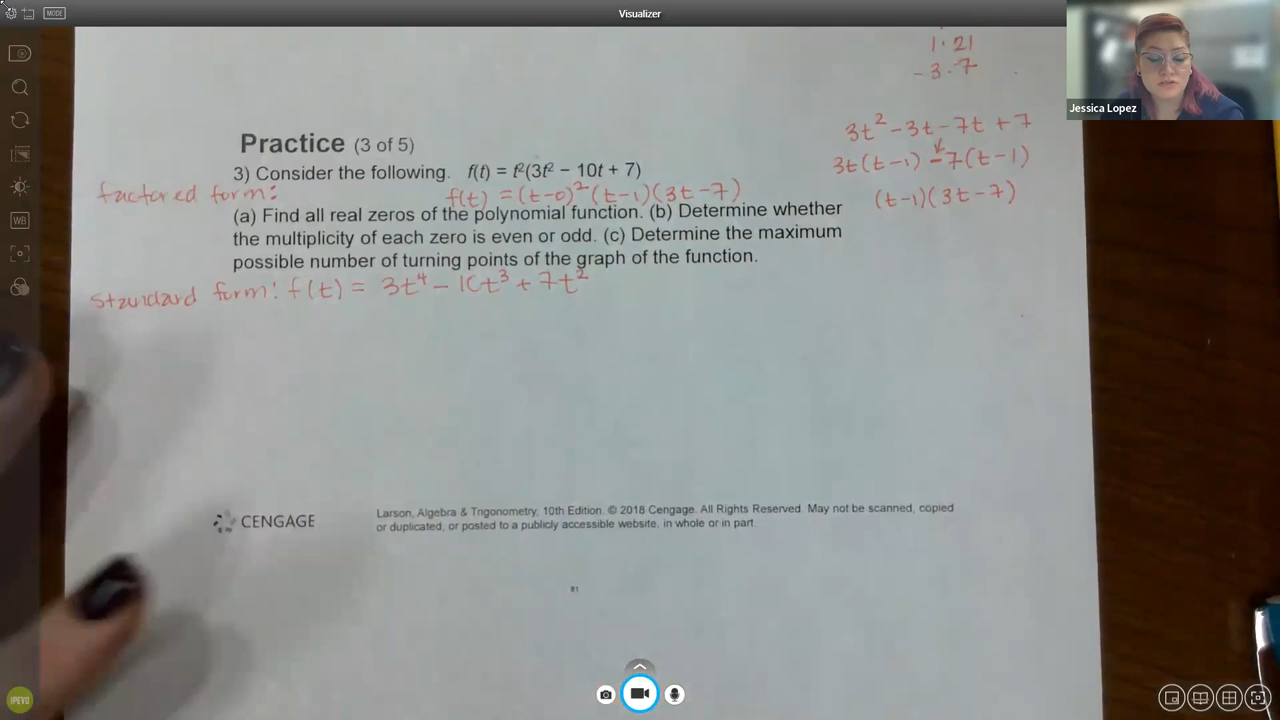 MODE
Visualizer
1 · 21
- 3 · 7
Jessica Lopez
Practice (3 of 5)
3t² - 3t - 7t + 7
3t(t-1) - 7(t-1)
(t-1)(3t-7)
3) Consider the following. f(t) = t²(3t² − 10t + 7)
factored form: f(t) = (t-0)²(t-1)(3t-7)
(a) Find all real zeros of the polynomial function. (b) Determine whether
the multiplicity of each zero is even or odd. (c) Determine the maximum
possible number of turning points of the graph of the function.
Standard form: f(t) = 3t⁴ - 10t³ + 7t²
WB
CENGAGE
Larson, Algebra & Trigonometry, 10th Edition. © 2018 Cengage. All Rights Reserved. May not be scanned, copied
or duplicated, or posted to a publicly accessible website, in whole or in part.
81
IPEVO